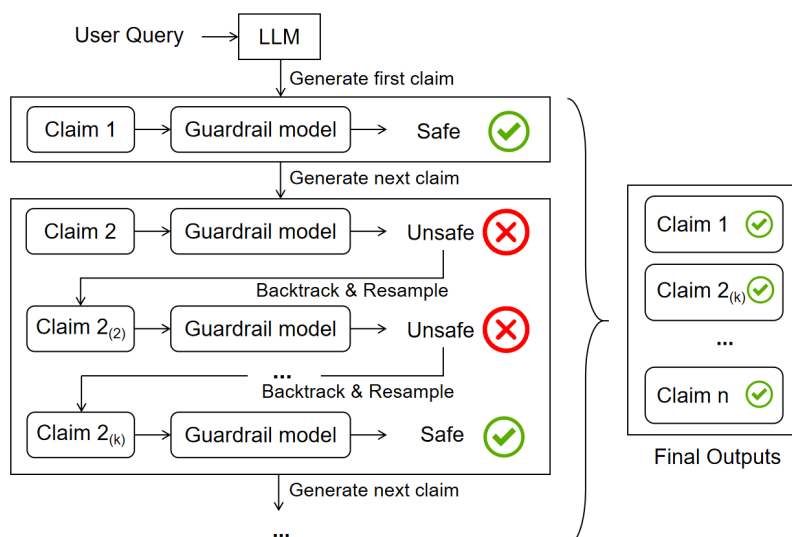 User Query
LLM
Generate first claim
Claim 1
Guardrail model
Safe
Generate next claim
Claim 2
Guardrail model
Unsafe
Backtrack & Resample
Claim 2(2)
Guardrail model
Unsafe
...
Backtrack & Resample
Claim 2(k)
Guardrail model
Safe
Generate next claim
...
Claim 1
Claim 2(k)
...
Claim n
Final Outputs